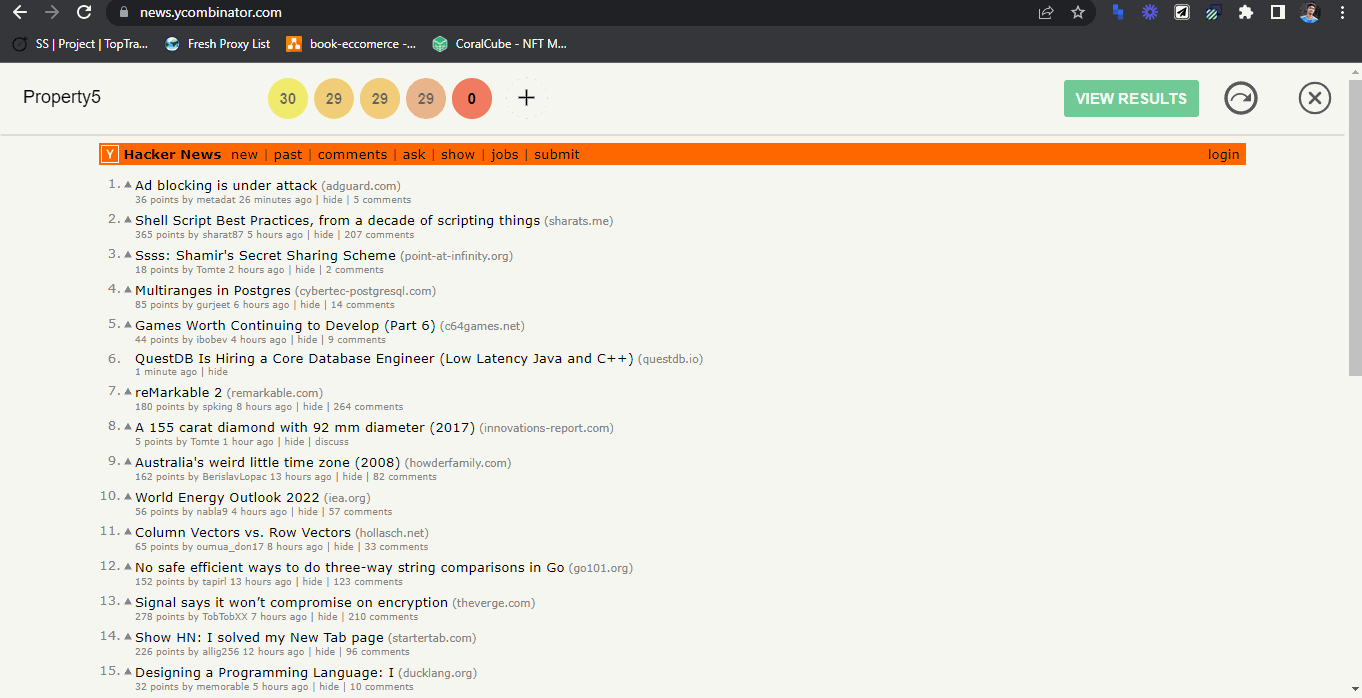 news.ycombinator.com
SS | Project | TopTra... Fresh Proxy List book-eccomerce -... CoralCube - NFT M...
Property5 30 29 29 29 0 + VIEW RESULTS
Y Hacker News new | past | comments | ask | show | jobs | submit login
1. Ad blocking is under attack (adguard.com)
36 points by metadat 26 minutes ago | hide | 5 comments
2. Shell Script Best Practices, from a decade of scripting things (sharats.me)
365 points by sharat87 5 hours ago | hide | 207 comments
3. Ssss: Shamir's Secret Sharing Scheme (point-at-infinity.org)
18 points by Tomte 2 hours ago | hide | 2 comments
4. Multiranges in Postgres (cybertec-postgresql.com)
85 points by gurjeet 6 hours ago | hide | 14 comments
5. Games Worth Continuing to Develop (Part 6) (c64games.net)
44 points by ibobev 4 hours ago | hide | 9 comments
6. QuestDB Is Hiring a Core Database Engineer (Low Latency Java and C++) (questdb.io)
1 minute ago | hide
7. reMarkable 2 (remarkable.com)
180 points by spking 8 hours ago | hide | 264 comments
8. A 155 carat diamond with 92 mm diameter (2017) (innovations-report.com)
5 points by Tomte 1 hour ago | hide | discuss
9. Australia's weird little time zone (2008) (howderfamily.com)
162 points by BerislavLopac 13 hours ago | hide | 82 comments
10. World Energy Outlook 2022 (iea.org)
56 points by nabla9 4 hours ago | hide | 57 comments
11. Column Vectors vs. Row Vectors (hollasch.net)
65 points by oumua_don17 8 hours ago | hide | 33 comments
12. No safe efficient ways to do three-way string comparisons in Go (go101.org)
152 points by tapirl 13 hours ago | hide | 123 comments
13. Signal says it won’t compromise on encryption (theverge.com)
278 points by TobTobXX 7 hours ago | hide | 210 comments
14. Show HN: I solved my New Tab page (startertab.com)
226 points by allig256 12 hours ago | hide | 96 comments
15. Designing a Programming Language: I (ducklang.org)
32 points by memorable 5 hours ago | hide | 10 comments